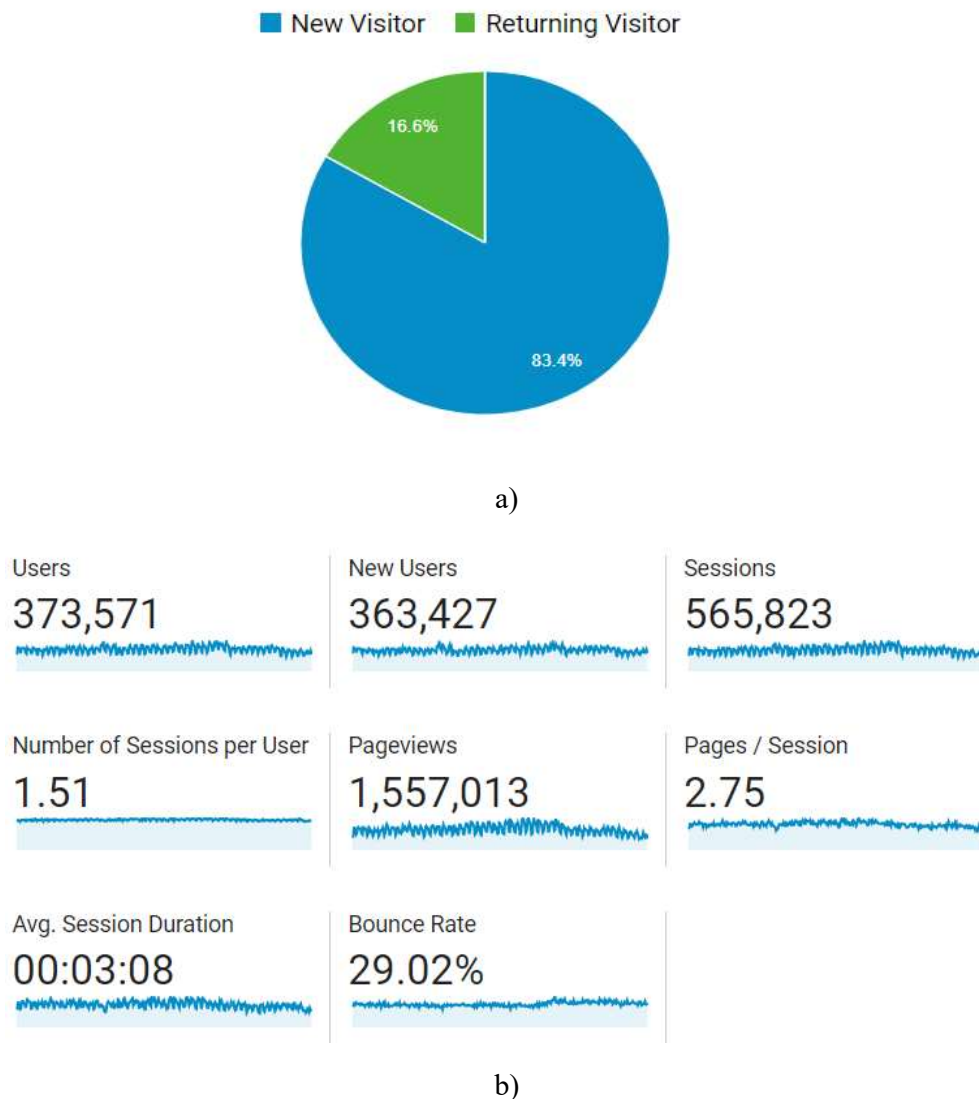 New Visitor Returning Visitor
16.6%
83.4%
a)
Users New Users Sessions
373,571 363,427 565,823
Number of Sessions per User Pageviews Pages / Session
1.51 1,557,013 2.75
Avg. Session Duration Bounce Rate
00:03:08 29.02%
b)